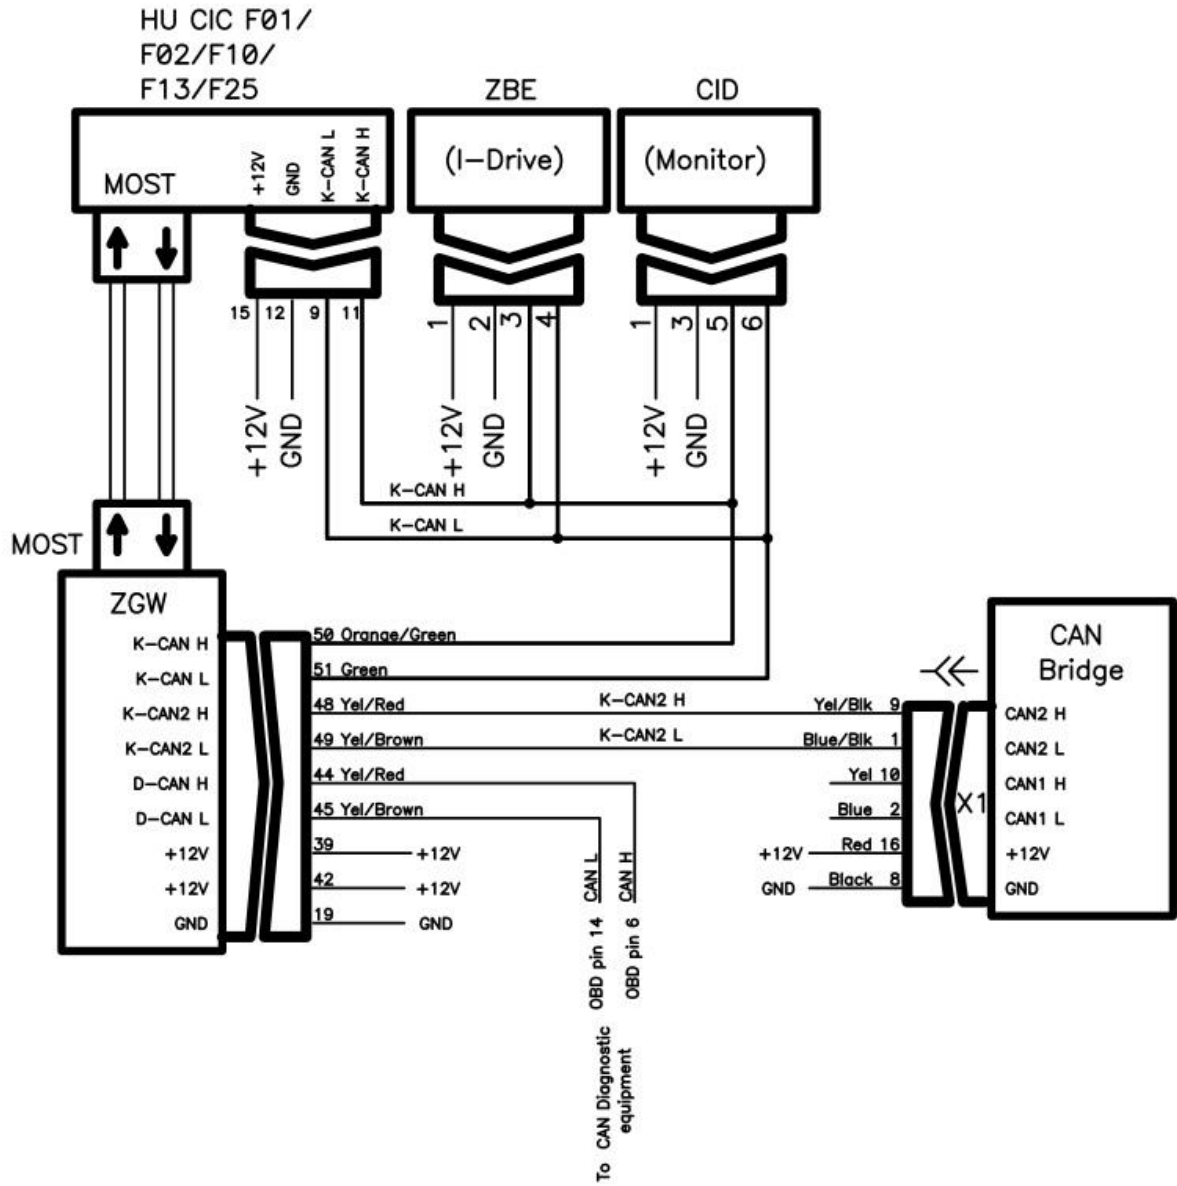 HU CIC F01/
F02/F10/
F13/F25
ZBE
CID
MOST
+12V
GND
K-CAN L
K-CAN H
(I-Drive)
(Monitor)
15 12 9 11
1 2 3 4
1 3 5 6
+12V
GND
+12V
GND
+12V
GND
K-CAN H
K-CAN L
MOST
ZGW
K-CAN H
K-CAN L
K-CAN2 H
K-CAN2 L
D-CAN H
D-CAN L
+12V
+12V
GND
50 Orange/Green
51 Green
48 Yel/Red
49 Yel/Brown
44 Yel/Red
45 Yel/Brown
39 +12V
42 +12V
19 GND
K-CAN2 H
K-CAN2 L
Yel/Blk 9
Blue/Blk 1
Yel 10
Blue 2
+12V Red 16
GND Black 8
X1
CAN
Bridge
CAN2 H
CAN2 L
CAN1 H
CAN1 L
+12V
GND
OBD pin 14 CAN L
OBD pin 6 CAN H
To CAN Diagnostic
equipment